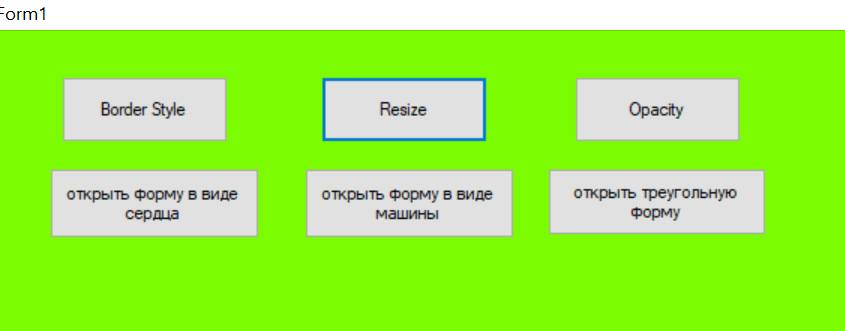 Form1
Border Style
Resize
Opacity
открыть форму в виде
сердца
открыть форму в виде
машины
открыть треугольную
форму